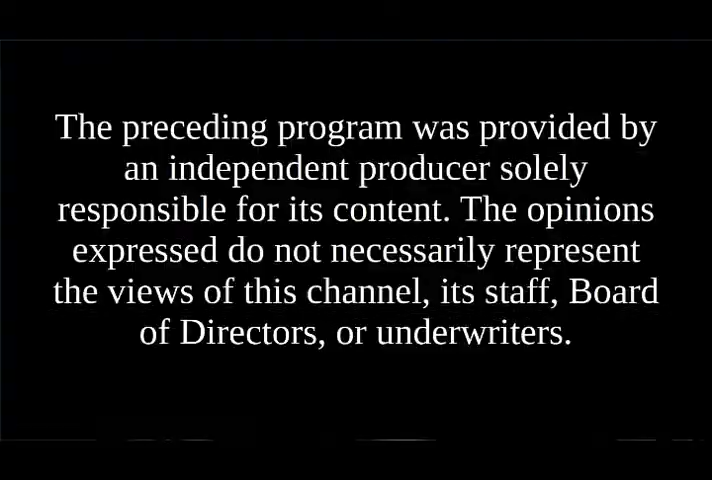 The preceding program was provided by
an independent producer solely
responsible for its content. The opinions
expressed do not necessarily represent
the views of this channel, its staff, Board
of Directors, or underwriters.